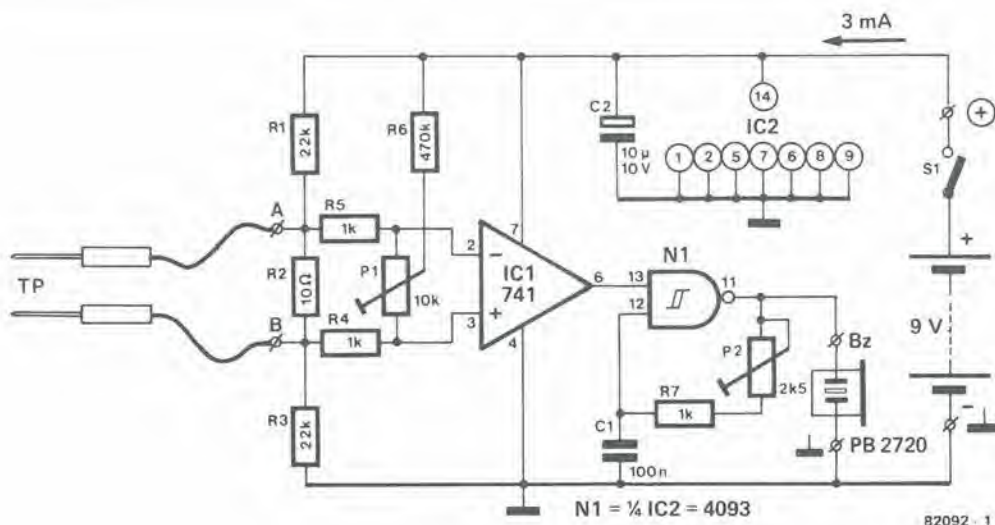 3 mA
R1
22k
R6
470k
C2
10 µ
10 V
14
IC2
1 2 5 7 6 8 9
+
S1
A
R5
1k
TP
R2
10Ω
P1
10k
2
−
IC1
741
+
3
7
4
6
B
R4
1k
N1
13
12
11
P2
2k5
R7
1k
Bz
+
9 V
−
R3
22k
C1
100n
PB 2720
N1 = ¼ IC2 = 4093
82092 - 1